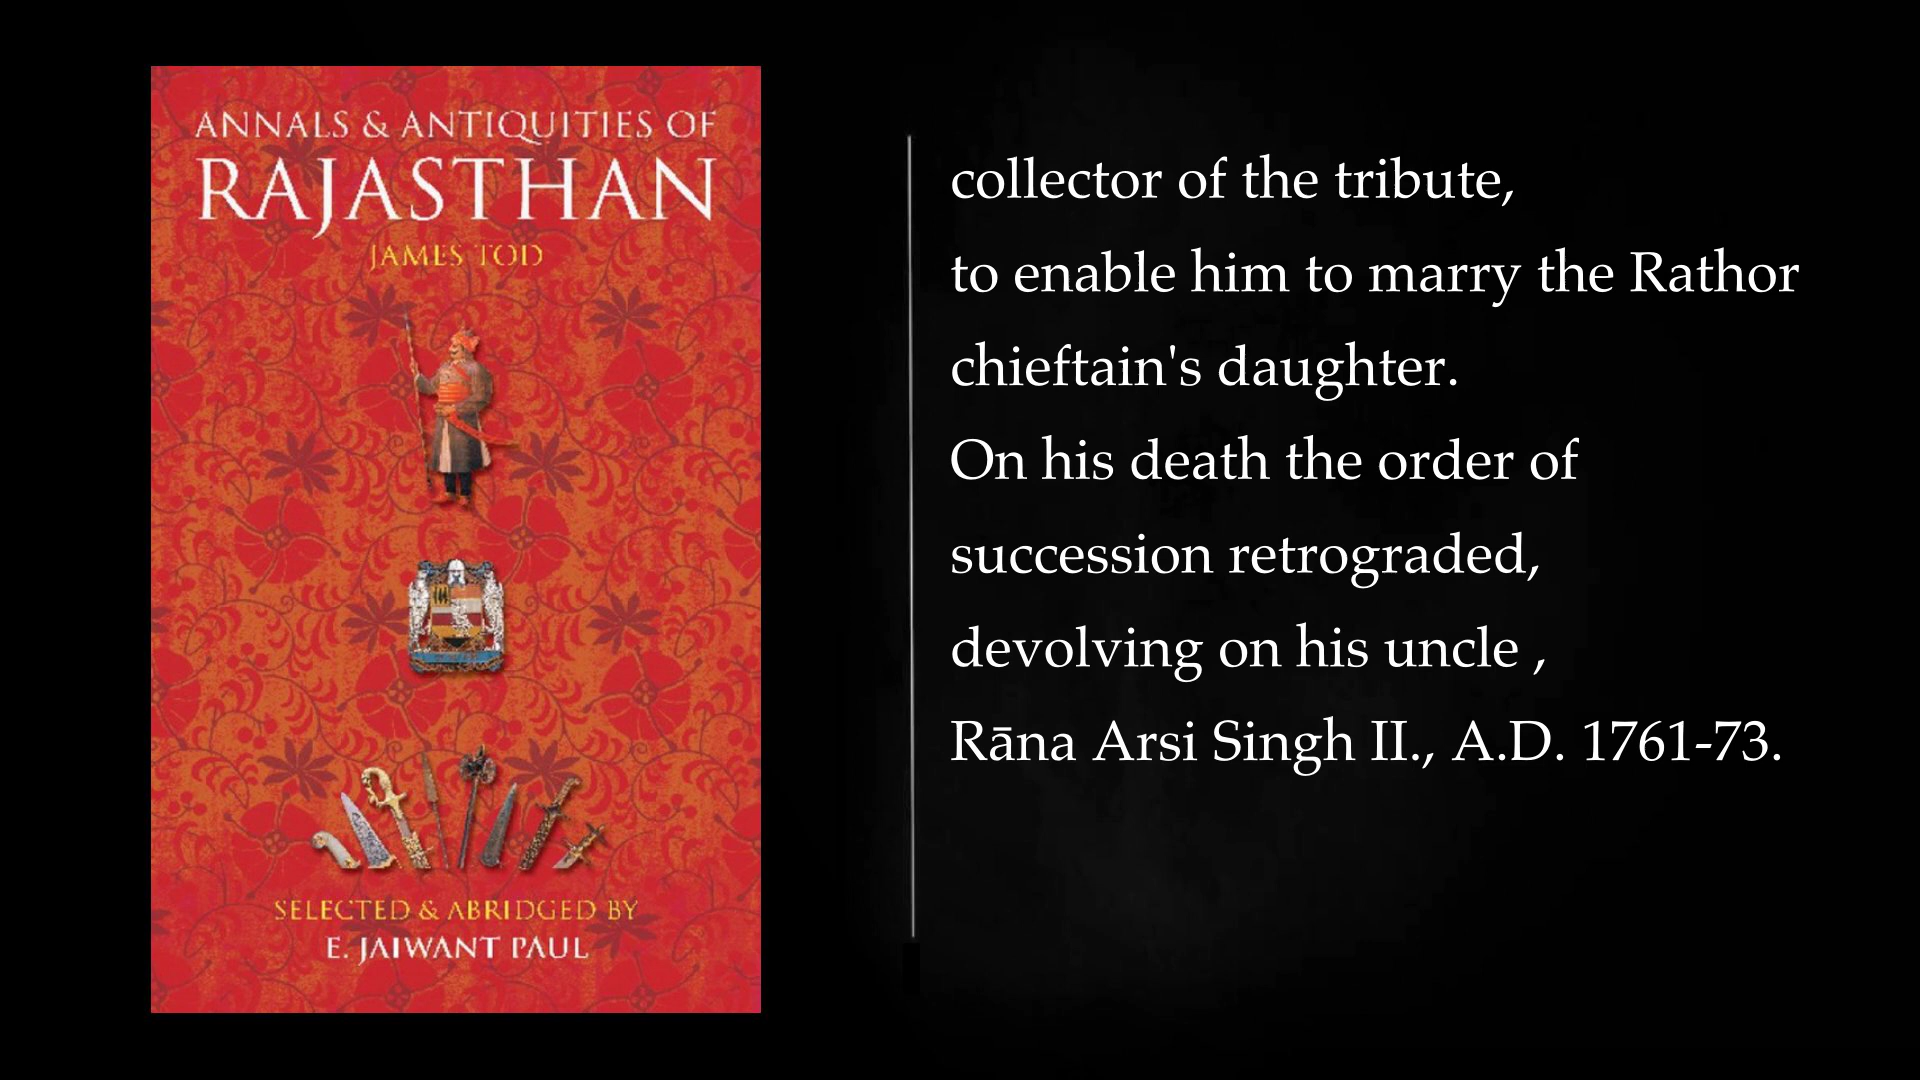 ANNALS & ANTIQUITIES OF
RAJASTHAN
JAMES TOD
SELECTED & ABRIDGED BY
E. JAIWANT PAUL
collector of the tribute,
to enable him to marry the Rathor
chieftain's daughter.
On his death the order of
succession retrograded,
devolving on his uncle ,
Rāna Arsi Singh II., A.D. 1761-73.